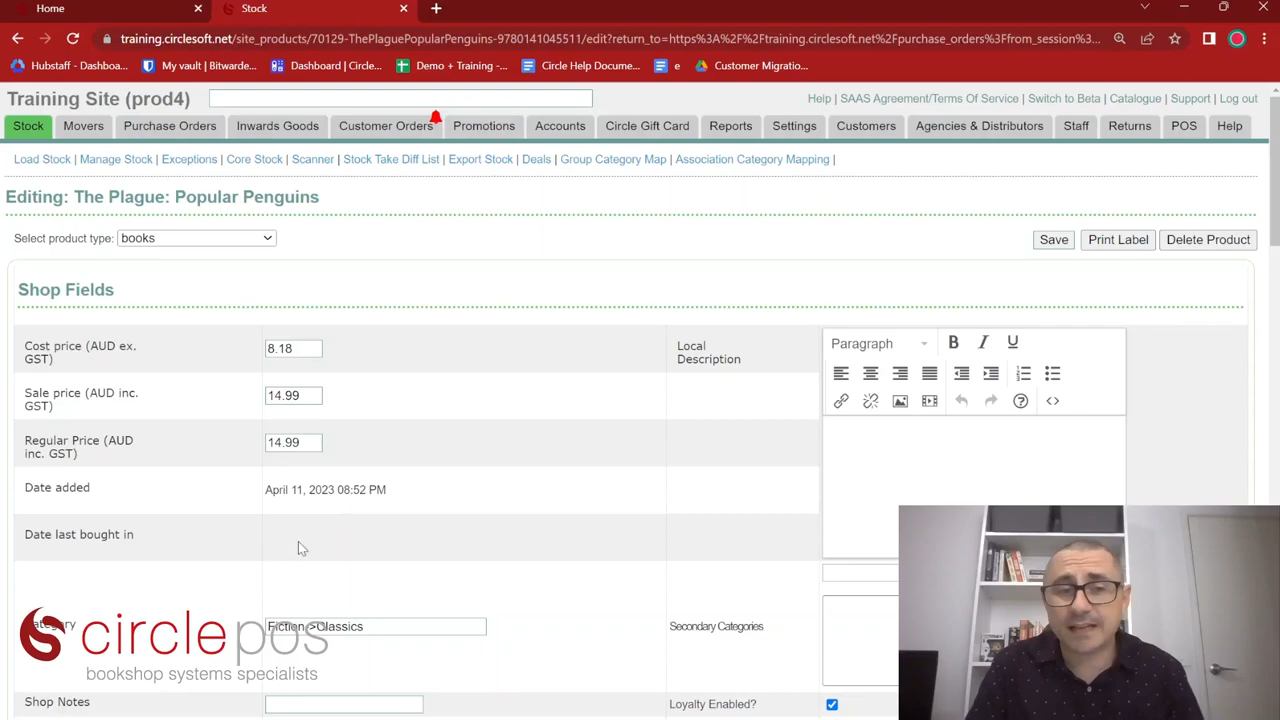 Home
Stock
training.circlesoft.net/site_products/70129-ThePlaguePopularPenguins-9780141045511/edit?return_to=https%3A%2F%2Ftraining.circlesoft.net%2Fpurchase_orders%3Ffrom_session%...
Hubstaff - Dashboa... My vault | Bitwarde... Dashboard | Circle... Demo + Training -... Circle Help Docume... e Customer Migratio...
Training Site (prod4)
Help | SAAS Agreement/Terms Of Service | Switch to Beta | Catalogue | Support | Log out
Stock Movers Purchase Orders Inwards Goods Customer Orders Promotions Accounts Circle Gift Card Reports Settings Customers Agencies & Distributors Staff Returns POS Help
Load Stock | Manage Stock | Exceptions | Core Stock | Scanner | Stock Take Diff List | Export Stock | Deals | Group Category Map | Association Category Mapping |
Editing: The Plague: Popular Penguins
Select product type: books
Save Print Label Delete Product
Shop Fields
Cost price (AUD ex.
GST)
8.18
Local
Description
Paragraph B I U
Sale price (AUD inc.
GST)
14.99
Regular Price (AUD
inc. GST)
14.99
Date added
April 11, 2023 08:52 PM
Date last bought in
Fiction->Classics
Secondary Categories
circlepos
bookshop systems specialists
Shop Notes
Loyalty Enabled?